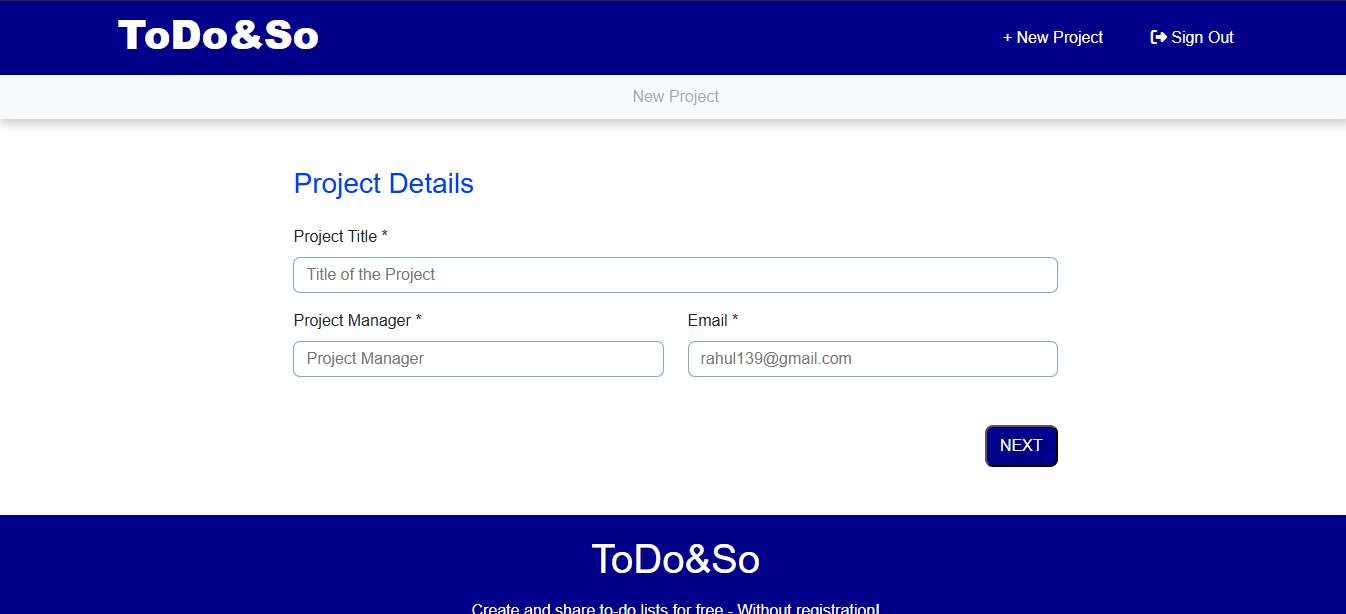 ToDo&So
+ New Project
Sign Out
New Project
Project Details
Project Title *
Title of the Project
Project Manager * Email *
Project Manager rahul139@gmail.com
NEXT
ToDo&So
Create and share to-do lists for free - Without registration!